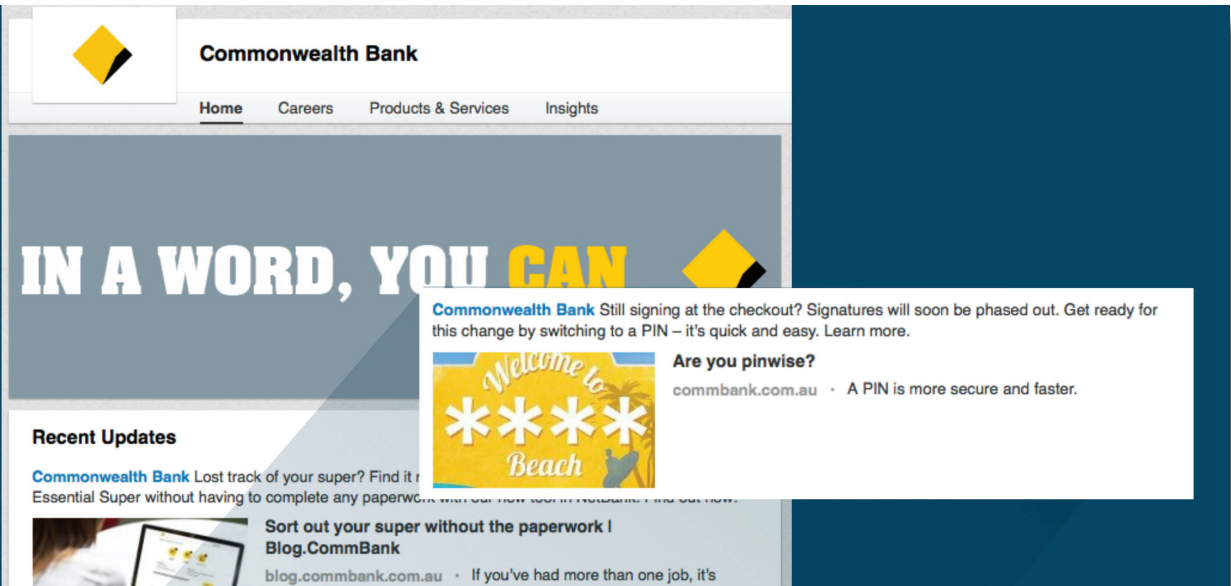 Commonwealth Bank
Home Careers Products & Services Insights
IN A WORD, YOU CAN
Commonwealth Bank Still signing at the checkout? Signatures will soon be phased out. Get ready for
this change by switching to a PIN – it's quick and easy. Learn more.
Welcome to
****
Beach
Are you pinwise?
commbank.com.au · A PIN is more secure and faster.
Recent Updates
Commonwealth Bank Lost track of your super? Find it
Essential Super without having to complete any paperwork with our new tool in NetBank. Find out how.
Sort out your super without the paperwork |
Blog.CommBank
blog.commbank.com.au · If you've had more than one job, it's